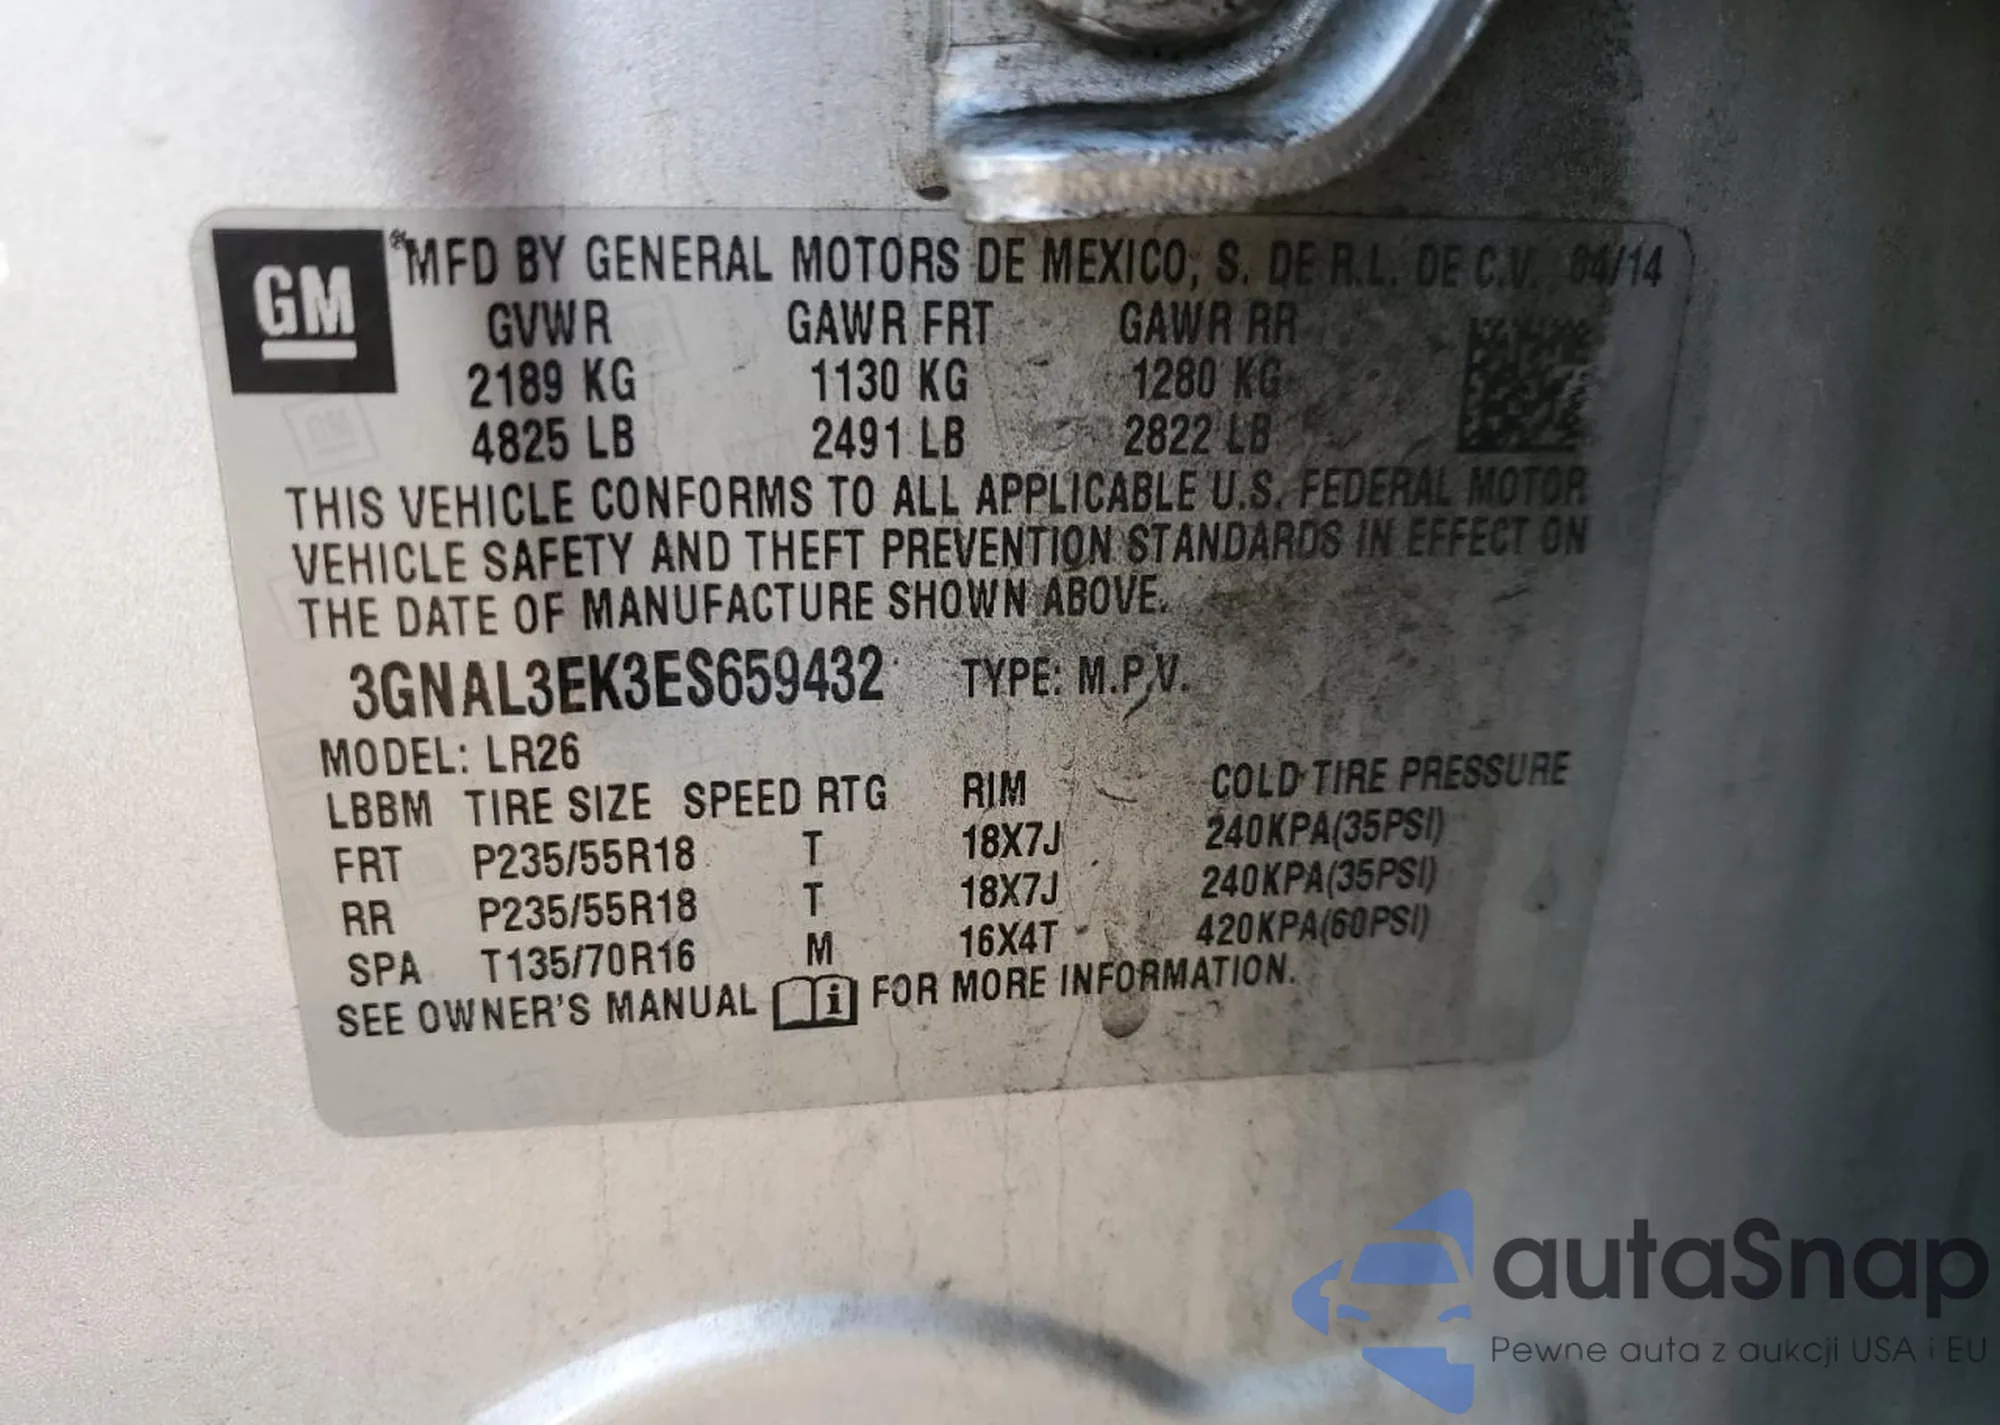 GM
®MFD BY GENERAL MOTORS DE MEXICO, S. DE R.L. DE C.V. 04/14
GVWR GAWR FRT GAWR RR
2189 KG 1130 KG 1280 KG
4825 LB 2491 LB 2822 LB
THIS VEHICLE CONFORMS TO ALL APPLICABLE U.S. FEDERAL MOTOR
VEHICLE SAFETY AND THEFT PREVENTION STANDARDS IN EFFECT ON
THE DATE OF MANUFACTURE SHOWN ABOVE.
3GNAL3EK3ES659432 TYPE: M.P.V.
MODEL: LR26
LBBM TIRE SIZE SPEED RTG RIM COLD TIRE PRESSURE
FRT P235/55R18 T 18X7J 240KPA(35PSI)
RR P235/55R18 T 18X7J 240KPA(35PSI)
SPA T135/70R16 M 16X4T 420KPA(60PSI)
SEE OWNER'S MANUAL i FOR MORE INFORMATION.
autaSnap
Pewne auta z aukcji USA i EU